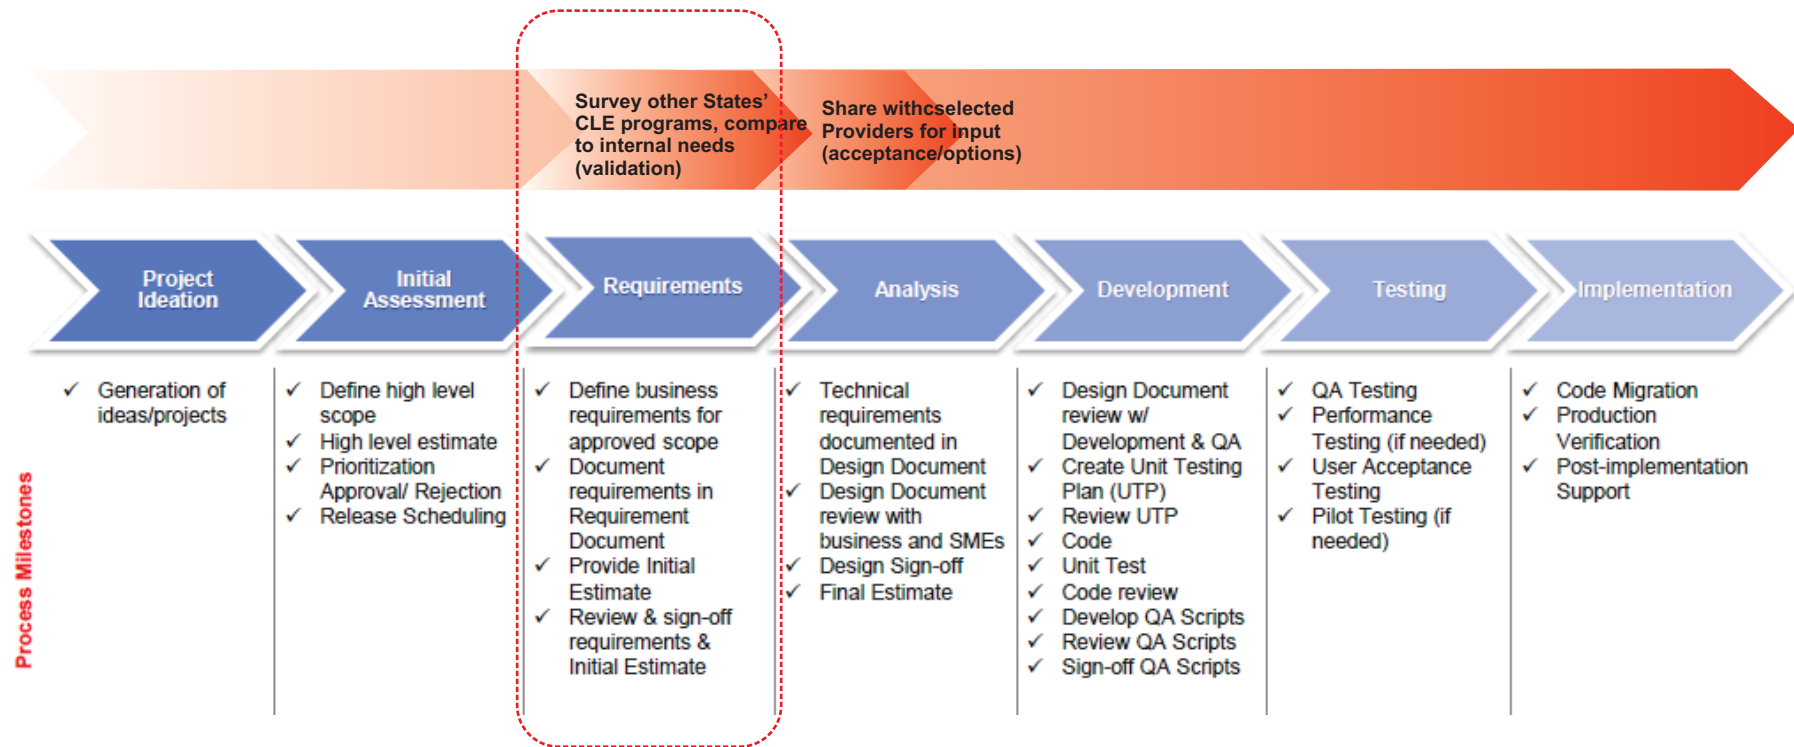 Survey other States’
CLE programs, compare
to internal needs
(validation)
Share withcselected
Providers for input
(acceptance/options)
Project
Ideation
Initial
Assessment
Requirements
Analysis
Development
Testing
Implementation
Process Milestones
✓ Generation of
ideas/projects
✓ Define high level
scope
✓ High level estimate
✓ Prioritization
Approval/ Rejection
✓ Release Scheduling
✓ Define business
requirements for
approved scope
✓ Document
requirements in
Requirement
Document
✓ Provide Initial
Estimate
✓ Review & sign-off
requirements &
Initial Estimate
✓ Technical
requirements
documented in
Design Document
✓ Design Document
review with
business and SMEs
✓ Design Sign-off
✓ Final Estimate
✓ Design Document
review w/
Development & QA
✓ Create Unit Testing
Plan (UTP)
✓ Review UTP
✓ Code
✓ Unit Test
✓ Code review
✓ Develop QA Scripts
✓ Review QA Scripts
✓ Sign-off QA Scripts
✓ QA Testing
✓ Performance
Testing (if needed)
✓ User Acceptance
Testing
✓ Pilot Testing (if
needed)
✓ Code Migration
✓ Production
Verification
✓ Post-implementation
Support